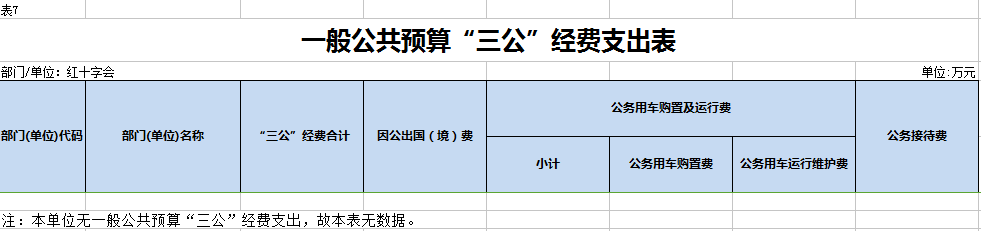 表7
一般公共预算“三公”经费支出表
部门/单位：红十字会 单位:万元
部门(单位)代码 部门(单位)名称 “三公”经费合计 因公出国（境）费 公务用车购置及运行费 公务接待费
小计 公务用车购置费 公务用车运行维护费
注：本单位无一般公共预算“三公”经费支出，故本表无数据。